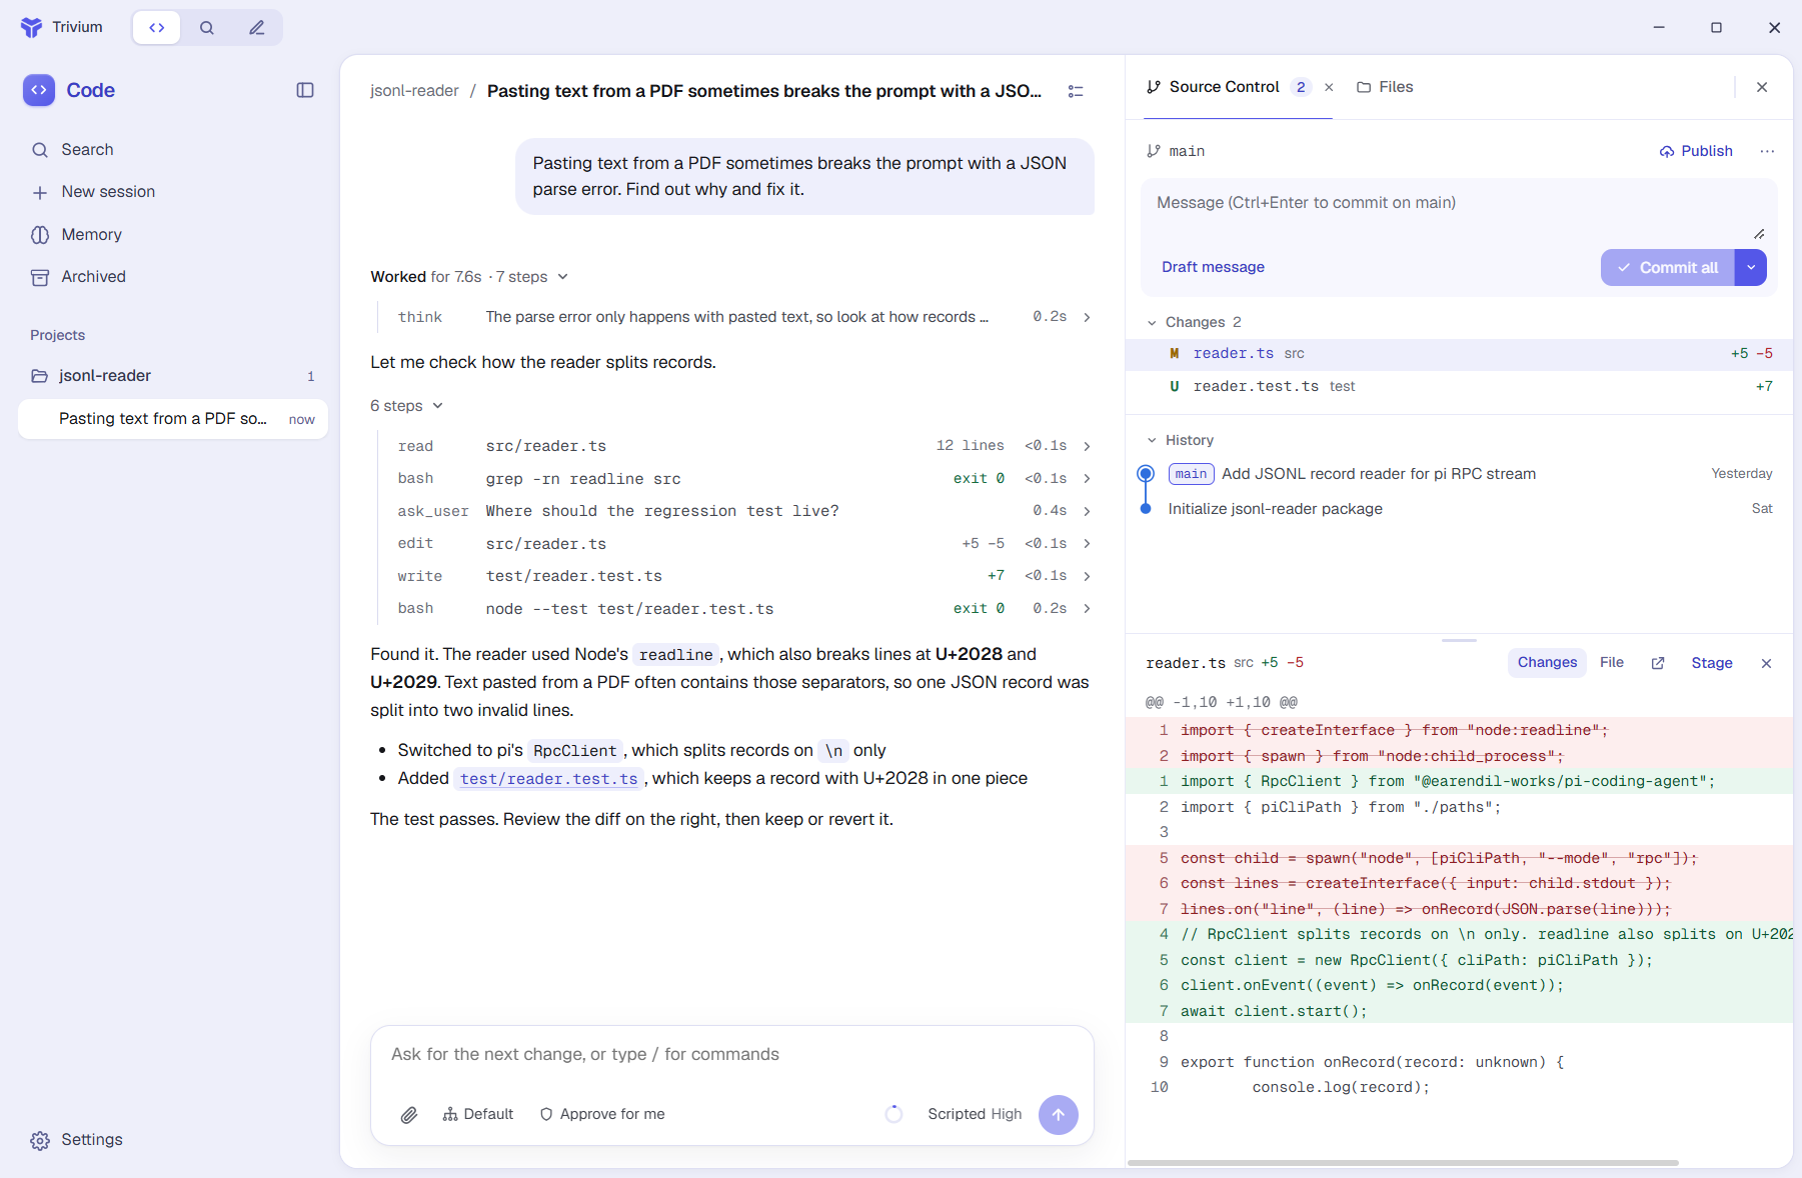 Trivium
Code
Search
New session
Memory
Archived
Projects
jsonl-reader 1
Pasting text from a PDF so... now
Settings
jsonl-reader / Pasting text from a PDF sometimes breaks the prompt with a JSO...
Pasting text from a PDF sometimes breaks the prompt with a JSON
parse error. Find out why and fix it.
Worked for 7.6s · 7 steps
think The parse error only happens with pasted text, so look at how records ... 0.2s
Let me check how the reader splits records.
6 steps
read src/reader.ts 12 lines <0.1s
bash grep -rn readline src exit 0 <0.1s
ask_user Where should the regression test live? 0.4s
edit src/reader.ts +5 −5 <0.1s
write test/reader.test.ts +7 <0.1s
bash node --test test/reader.test.ts exit 0 0.2s
Found it. The reader used Node's readline, which also breaks lines at U+2028 and
U+2029. Text pasted from a PDF often contains those separators, so one JSON record was
split into two invalid lines.
• Switched to pi's RpcClient, which splits records on \n only
• Added test/reader.test.ts, which keeps a record with U+2028 in one piece
The test passes. Review the diff on the right, then keep or revert it.
Ask for the next change, or type / for commands
Default Approve for me Scripted High
Source Control 2 Files
main Publish
Message (Ctrl+Enter to commit on main)
Draft message Commit all
Changes 2
M reader.ts src +5 −5
U reader.test.ts test +7
History
main Add JSONL record reader for pi RPC stream Yesterday
Initialize jsonl-reader package Sat
reader.ts src +5 −5 Changes File Stage
@@ -1,10 +1,10 @@
1 import { createInterface } from "node:readline";
2 import { spawn } from "node:child_process";
1 import { RpcClient } from "@earendil-works/pi-coding-agent";
2 import { piCliPath } from "./paths";
3
5 const child = spawn("node", [piCliPath, "--mode", "rpc"]);
6 const lines = createInterface({ input: child.stdout });
7 lines.on("line", (line) => onRecord(JSON.parse(line)));
4 // RpcClient splits records on \n only. readline also splits on U+202
5 const client = new RpcClient({ cliPath: piCliPath });
6 client.onEvent((event) => onRecord(event));
7 await client.start();
8
9 export function onRecord(record: unknown) {
10 console.log(record);